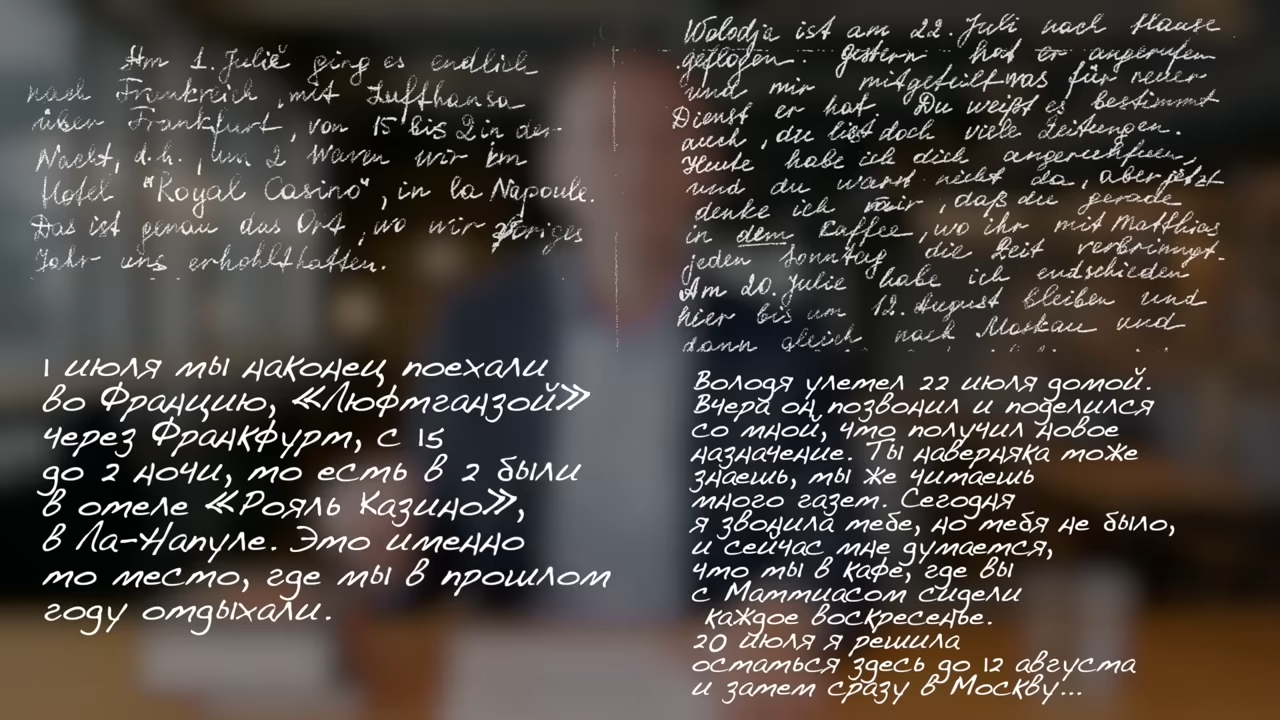 Am 1. Julie ging es endlich
nach Frankreich, mit Lufthansa
über Frankfurt, von 15 bis 2 in der
Nacht, d.h., um 2 waren wir im
Hotel "Royal Casino", in la Napoule.
Das ist genau das Ort, wo wir voriges
Jahr uns erhohlt hatten.
Wolodja ist am 22. Juli nach Hause
geflogen. Gestern hat er angerufen
und mir mitgeteilt was für neuer
Dienst er hat. Du weißt es bestimmt
auch, du liest doch viele Zeitungen.
Heute habe ich dich angerufen,
und du warst nicht da, aber jetzt
denke ich mir, daß du gerade
in dem Kaffee, wo ihr mit Matthias
jeden Sonntag die Zeit verbringt.
Am 20. Julie habe ich endschieden
hier bis um 12. August bleiben und
dann gleich nach Moskau und
1 июля мы наконец поехали
во Францию, «Люфтганзой»
через Франкфурт, с 15
до 2 ночи, то есть в 2 были
в отеле «Рояль Казино»,
в Ла-Напуле. Это именно
то место, где мы в прошлом
году отдыхали.
Володя улетел 22 июля домой.
Вчера он позвонил и поделился
со мной, что получил новое
назначение. Ты наверняка тоже
знаешь, ты же читаешь
много газет. Сегодня
я звонила тебе, но тебя не было,
и сейчас мне думается,
что ты в кафе, где вы
с Маттиасом сидели
каждое воскресенье.
20 июля я решила
остаться здесь до 12 августа
и затем сразу в Москву...